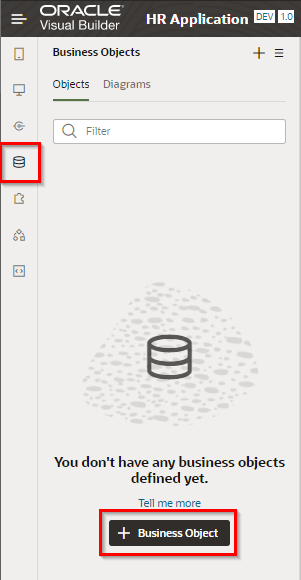 ORACLE
Visual Builder
HR Application DEV 1.0
Business Objects
Objects Diagrams
Filter
You don't have any business objects
defined yet.
Tell me more
+ Business Object